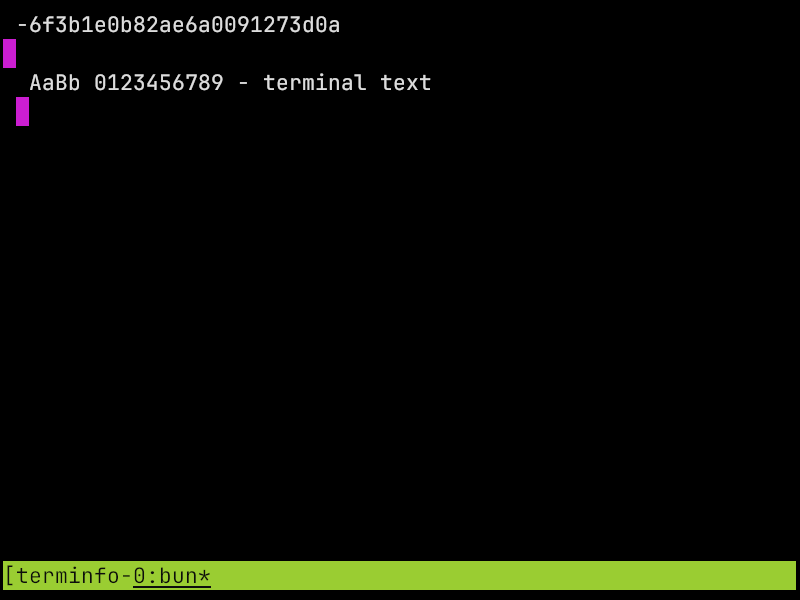 -6f3b1e0b82ae6a0091273d0a
AaBb 0123456789 - terminal text
[terminfo-0:bun*